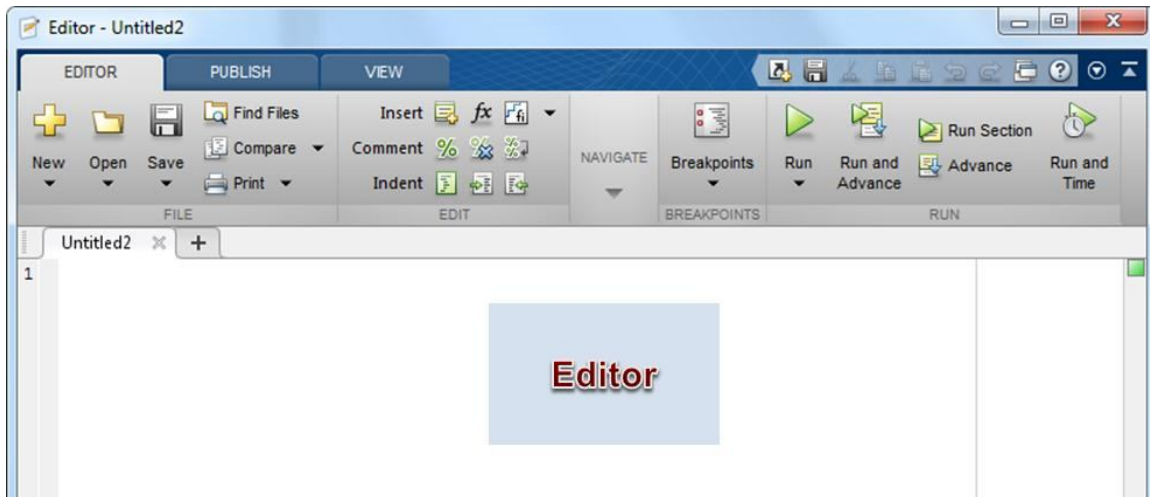 Editor - Untitled2
EDITOR PUBLISH VIEW
New
Open
Save
Find Files
Compare
Print
FILE
Insert fx
Comment
Indent
EDIT
NAVIGATE
Breakpoints
BREAKPOINTS
Run
Run and
Advance
Run Section
Advance
Run and
Time
RUN
Untitled2
1
Editor